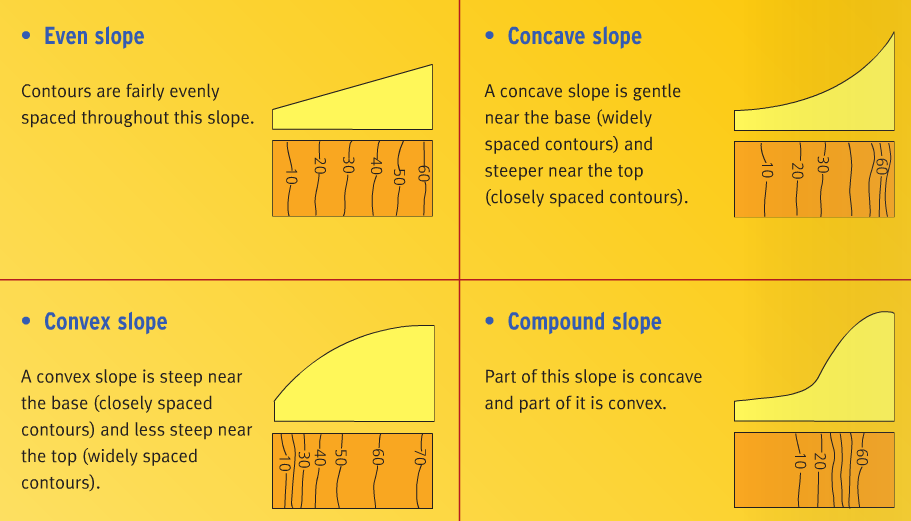 • Even slope
Contours are fairly evenly
spaced throughout this slope.
10 20 30 40 50 60
• Concave slope
A concave slope is gentle
near the base (widely
spaced contours) and
steeper near the top
(closely spaced contours).
10 20 30 60
• Convex slope
A convex slope is steep near
the base (closely spaced
contours) and less steep near
the top (widely spaced
contours).
10 30 40 50 60 70
• Compound slope
Part of this slope is concave
and part of it is convex.
10 20 60